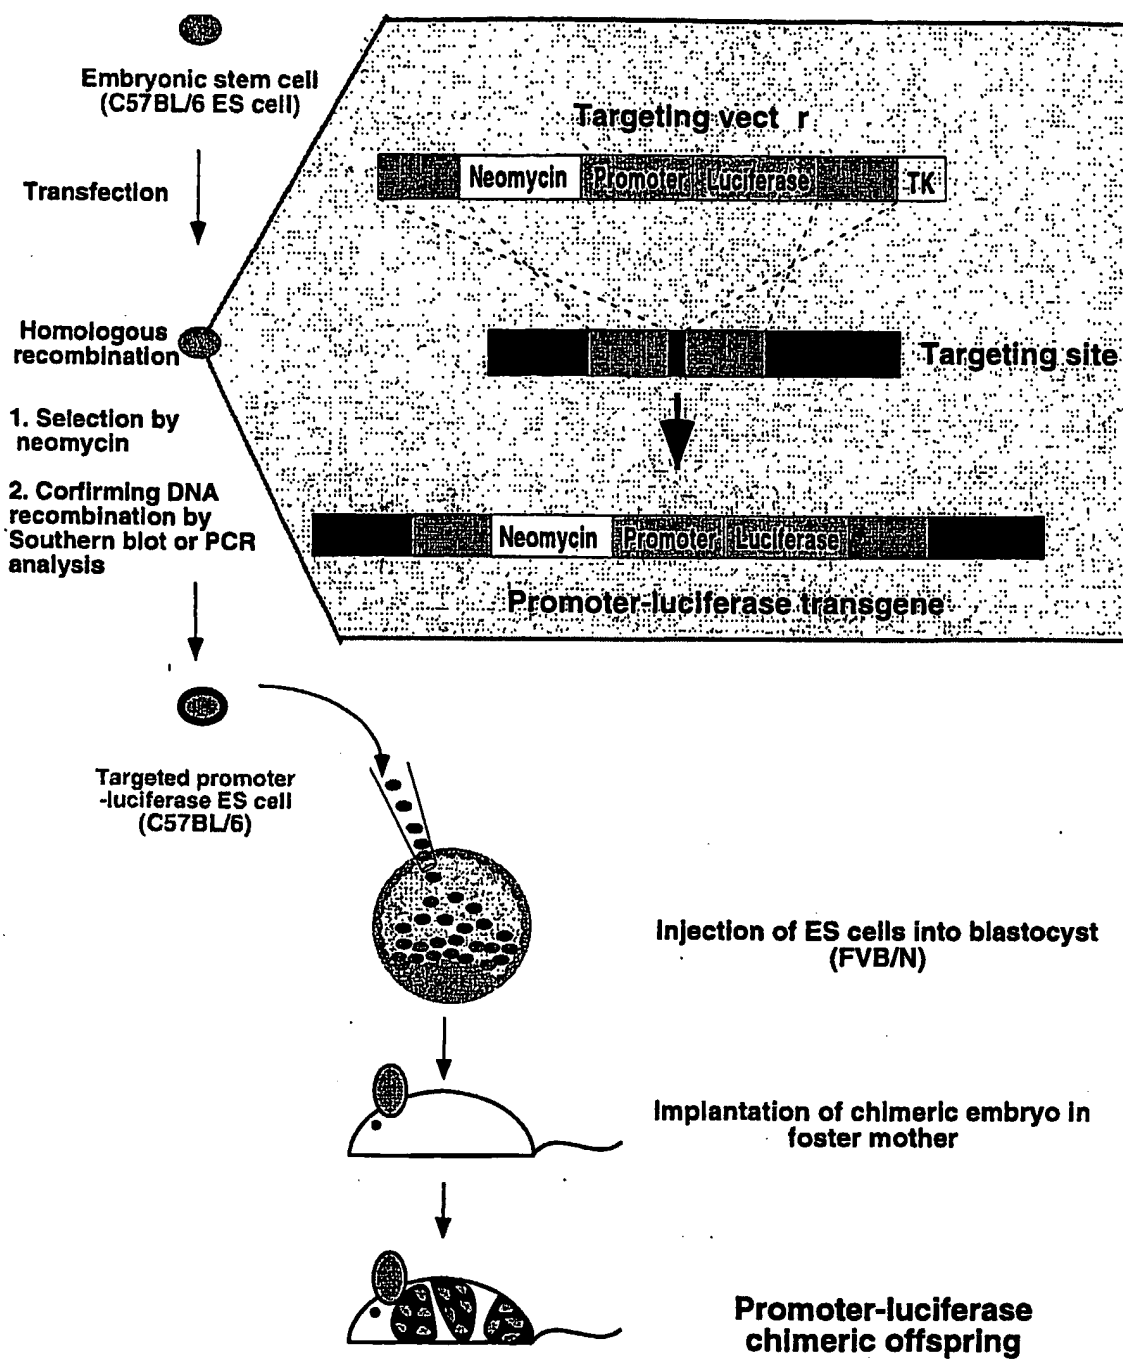 Embryonic stem cell
(C57BL/6 ES cell)
Transfection
Homologous
recombination
1. Selection by
neomycin
2. Corfirming DNA
recombination by
Southern blot or PCR
analysis
Targeting vect r
Neomycin Promoter Luciferase TK
Targeting site
Neomycin Promoter Luciferase
Promoter-luciferase transgene
Targeted promoter
-luciferase ES cell
(C57BL/6)
Injection of ES cells into blastocyst
(FVB/N)
Implantation of chimeric embryo in
foster mother
Promoter-luciferase
chimeric offspring